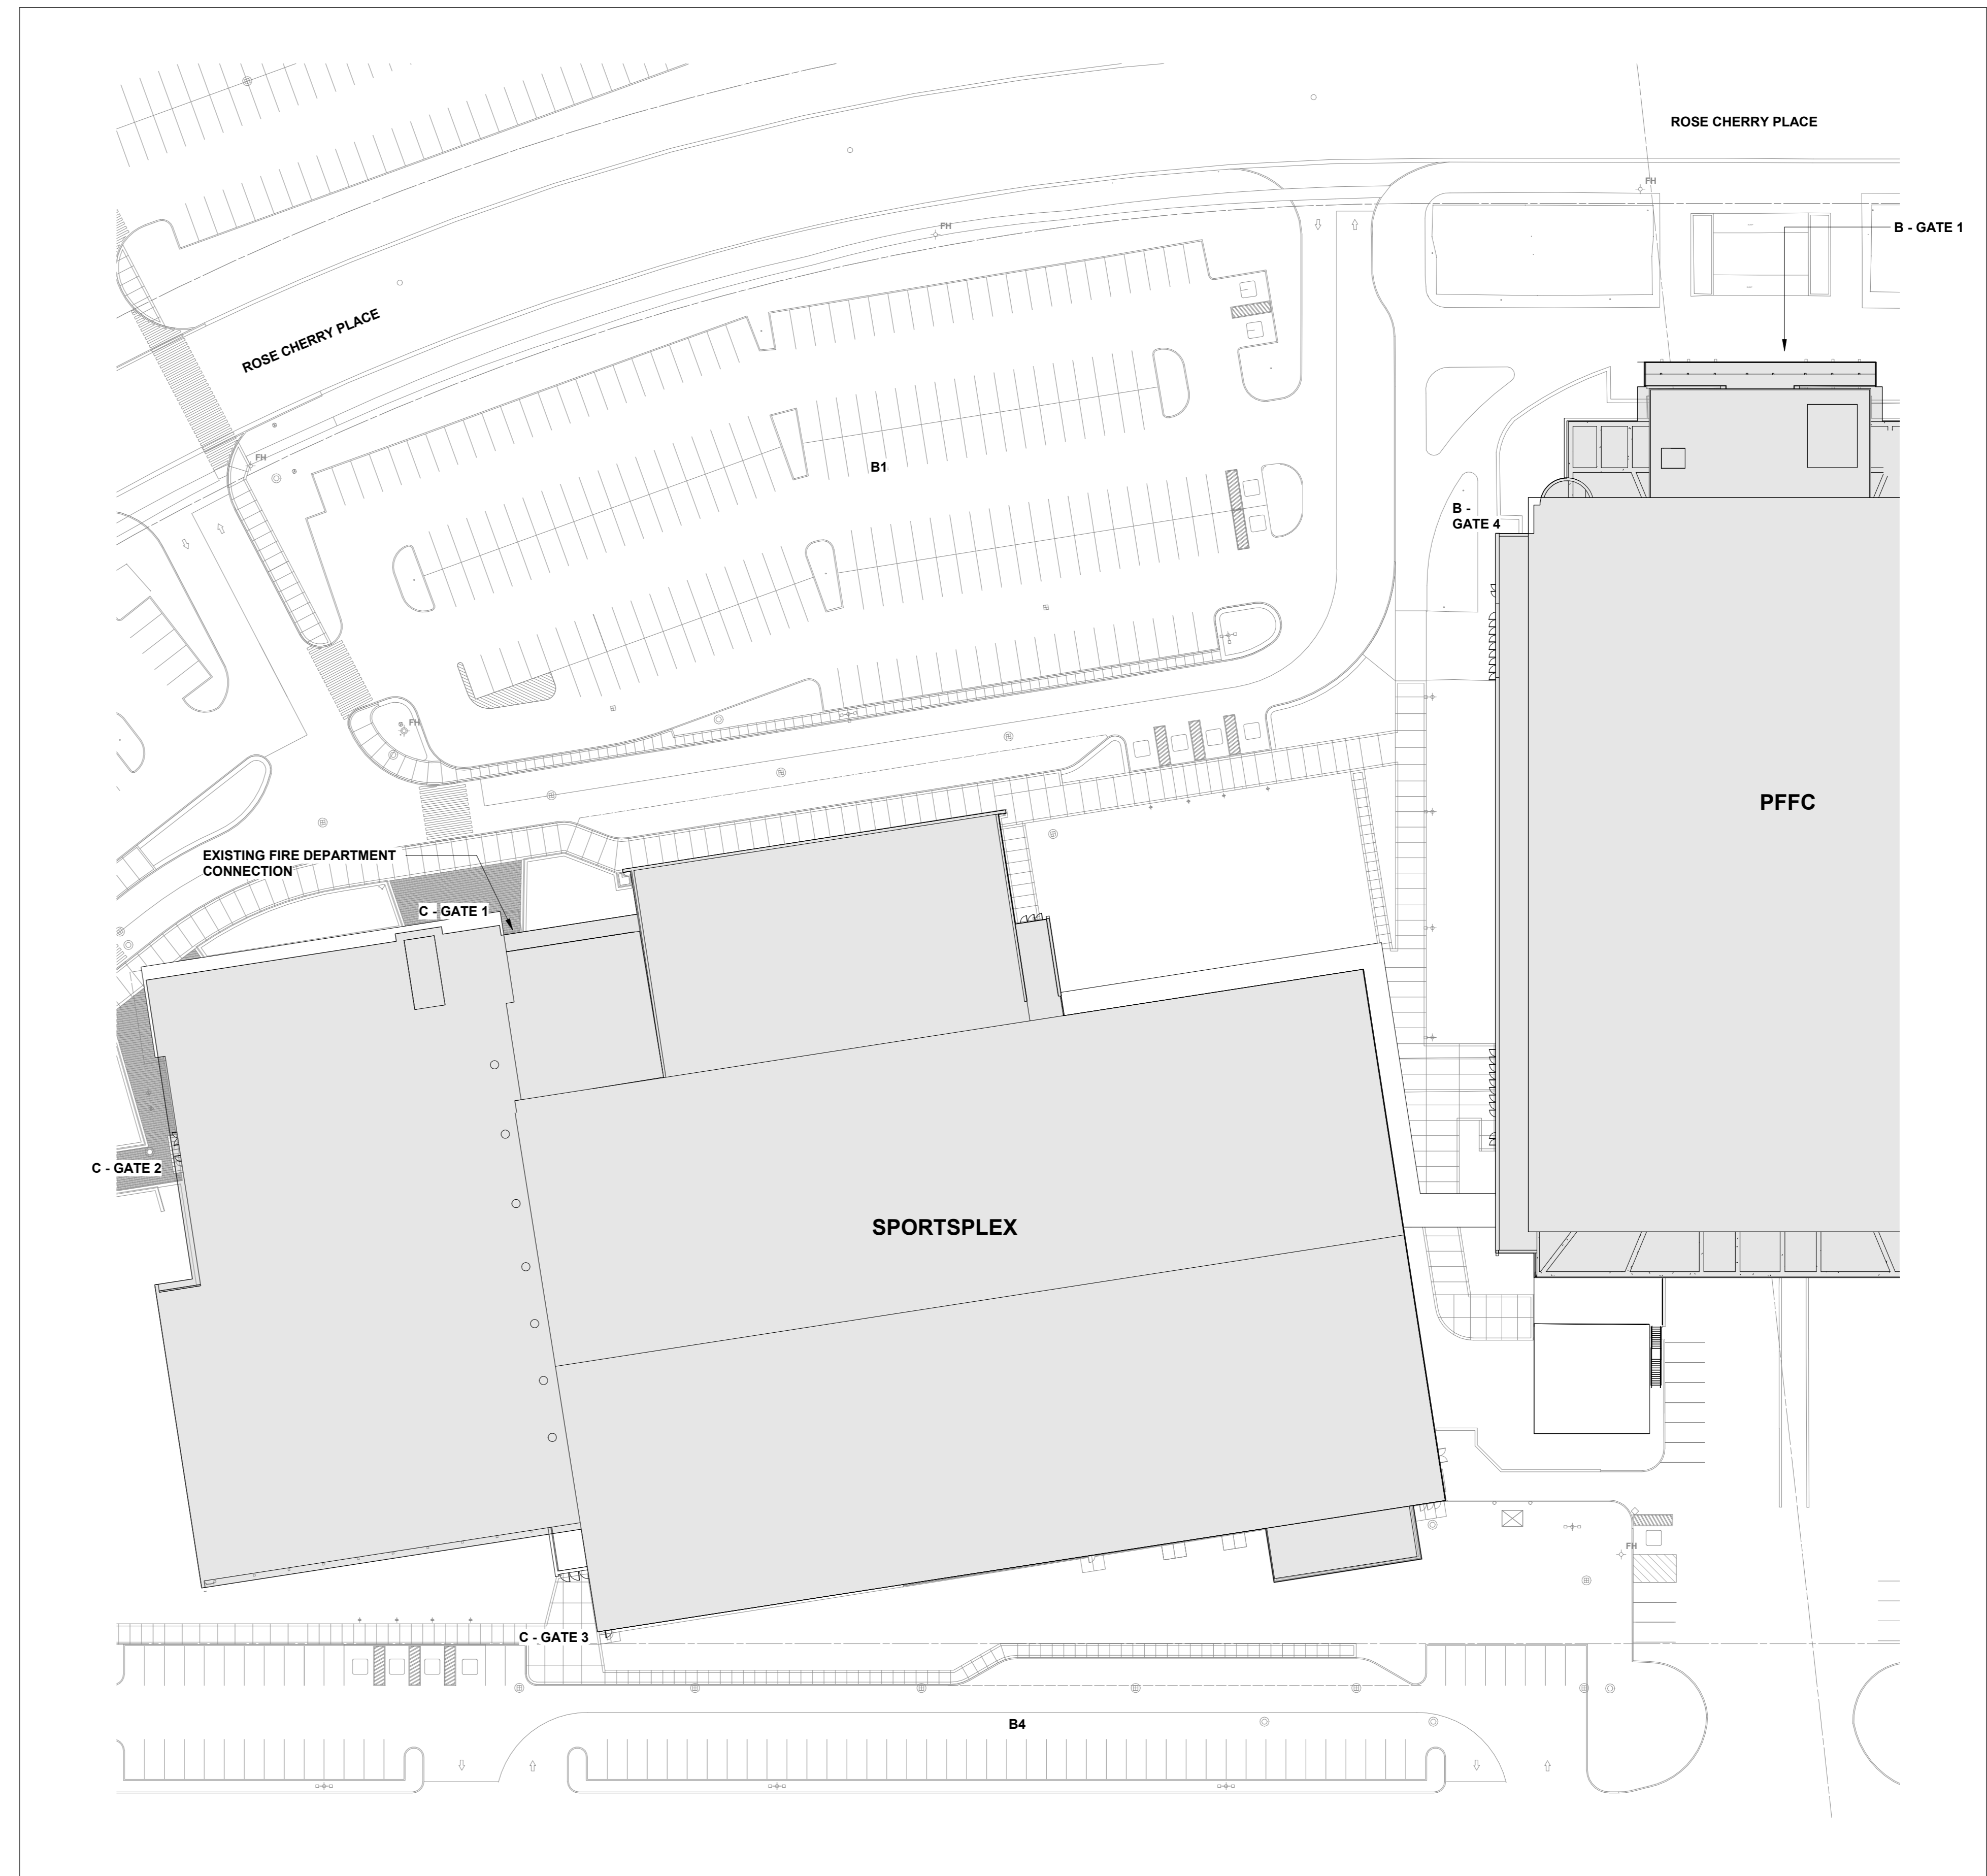 ROSE CHERRY PLACE
FH
B - GATE 1
FH
ROSE CHERRY PLACE
FH
B1
B -
GATE 4
FH
PFFC
EXISTING FIRE DEPARTMENT
CONNECTION
C - GATE 1
C - GATE 2
SPORTSPLEX
FH
C - GATE 3
B4